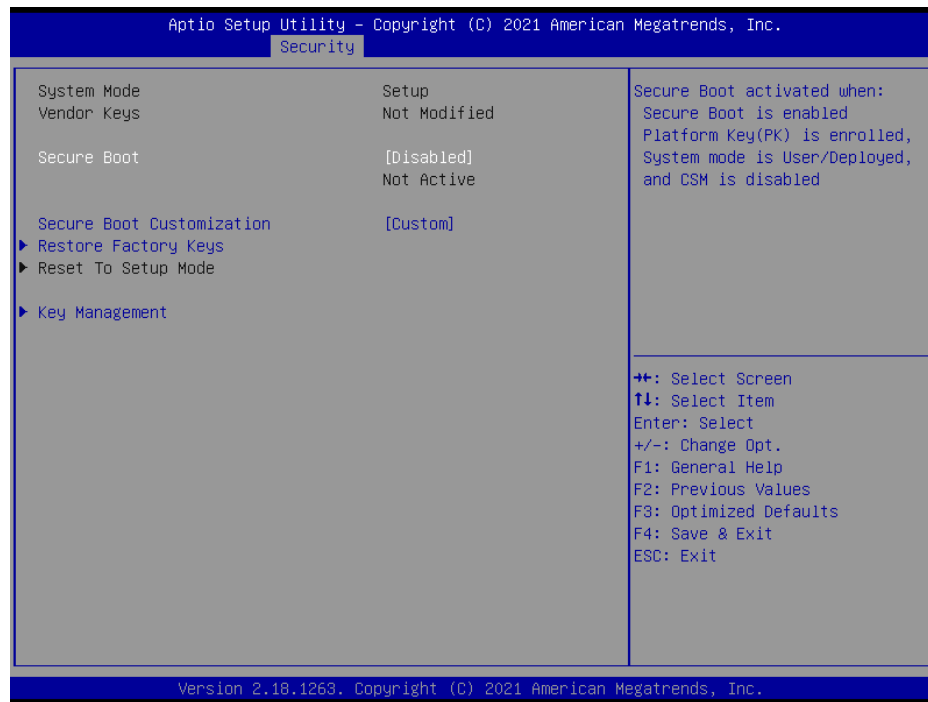 Aptio Setup Utility – Copyright (C) 2021 American Megatrends, Inc.
Security
System Mode Setup
Vendor Keys Not Modified
Secure Boot [Disabled]
Not Active
Secure Boot Customization [Custom]
Restore Factory Keys
Reset To Setup Mode
Key Management
Secure Boot activated when:
Secure Boot is enabled
Platform Key(PK) is enrolled,
System mode is User/Deployed,
and CSM is disabled
→←: Select Screen
↑↓: Select Item
Enter: Select
+/-: Change Opt.
F1: General Help
F2: Previous Values
F3: Optimized Defaults
F4: Save & Exit
ESC: Exit
Version 2.18.1263. Copyright (C) 2021 American Megatrends, Inc.